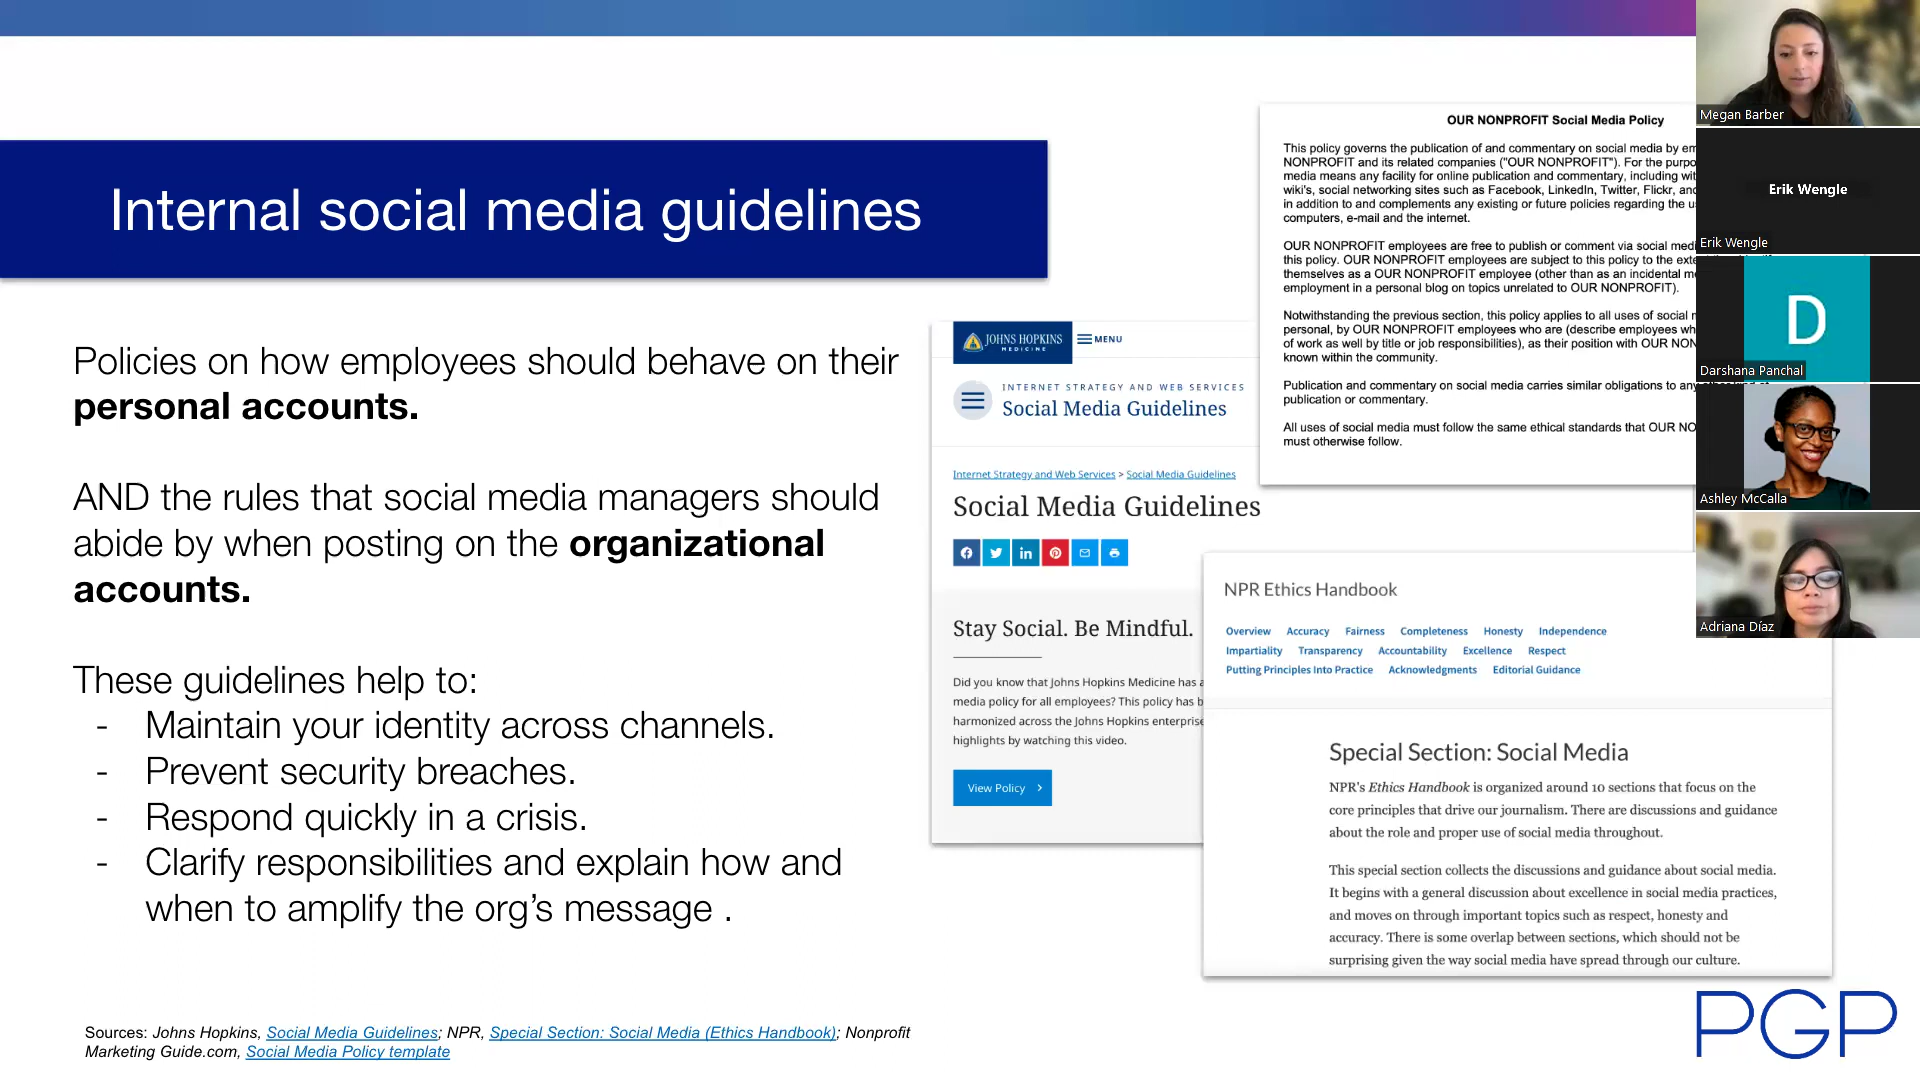 Internal social media guidelines
Policies on how employees should behave on their
personal accounts.
AND the rules that social media managers should
abide by when posting on the organizational
accounts.
These guidelines help to:
- Maintain your identity across channels.
- Prevent security breaches.
- Respond quickly in a crisis.
- Clarify responsibilities and explain how and
when to amplify the org's message .
Sources: Johns Hopkins, Social Media Guidelines; NPR, Special Section: Social Media (Ethics Handbook); Nonprofit
Marketing Guide.com, Social Media Policy template
JOHNS HOPKINS
MEDICINE
MENU
INTERNET STRATEGY AND WEB SERVICES
Social Media Guidelines
Internet Strategy and Web Services > Social Media Guidelines
Social Media Guidelines
Stay Social. Be Mindful.
Did you know that Johns Hopkins Medicine has a
media policy for all employees? This policy has b
harmonized across the Johns Hopkins enterprise
highlights by watching this video.
View Policy >
OUR NONPROFIT Social Media Policy
This policy governs the publication of and commentary on social media by em
NONPROFIT and its related companies ("OUR NONPROFIT"). For the purpo
media means any facility for online publication and commentary, including wit
wiki's, social networking sites such as Facebook, LinkedIn, Twitter, Flickr, and
in addition to and complements any existing or future policies regarding the u
computers, e-mail and the internet.
OUR NONPROFIT employees are free to publish or comment via social medi
this policy. OUR NONPROFIT employees are subject to this policy to the exte
themselves as a OUR NONPROFIT employee (other than as an incidental me
employment in a personal blog on topics unrelated to OUR NONPROFIT).
Notwithstanding the previous section, this policy applies to all uses of social m
personal, by OUR NONPROFIT employees who are (describe employees wh
of work as well by title or job responsibilities), as their position with OUR NON
known within the community.
Publication and commentary on social media carries similar obligations to any
publication or commentary.
All uses of social media must follow the same ethical standards that OUR NO
must otherwise follow.
NPR Ethics Handbook
Overview Accuracy Fairness Completeness Honesty Independence
Impartiality Transparency Accountability Excellence Respect
Putting Principles Into Practice Acknowledgments Editorial Guidance
Special Section: Social Media
NPR's Ethics Handbook is organized around 10 sections that focus on the
core principles that drive our journalism. There are discussions and guidance
about the role and proper use of social media throughout.
This special section collects the discussions and guidance about social media.
It begins with a general discussion about excellence in social media practices,
and moves on through important topics such as respect, honesty and
accuracy. There is some overlap between sections, which should not be
surprising given the way social media have spread through our culture.
PGP
Megan Barber
Erik Wengle
Erik Wengle
D
Darshana Panchal
Ashley McCalla
Adriana Díaz